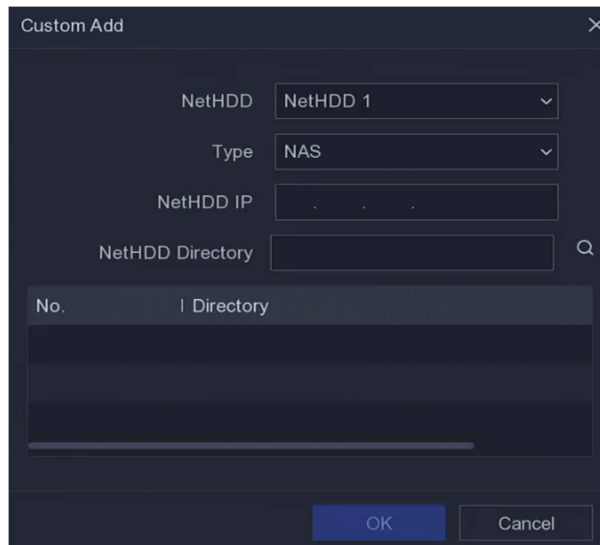 Custom Add
NetHDD NetHDD 1
Type NAS
NetHDD IP . . .
NetHDD Directory
No. Directory
OK Cancel